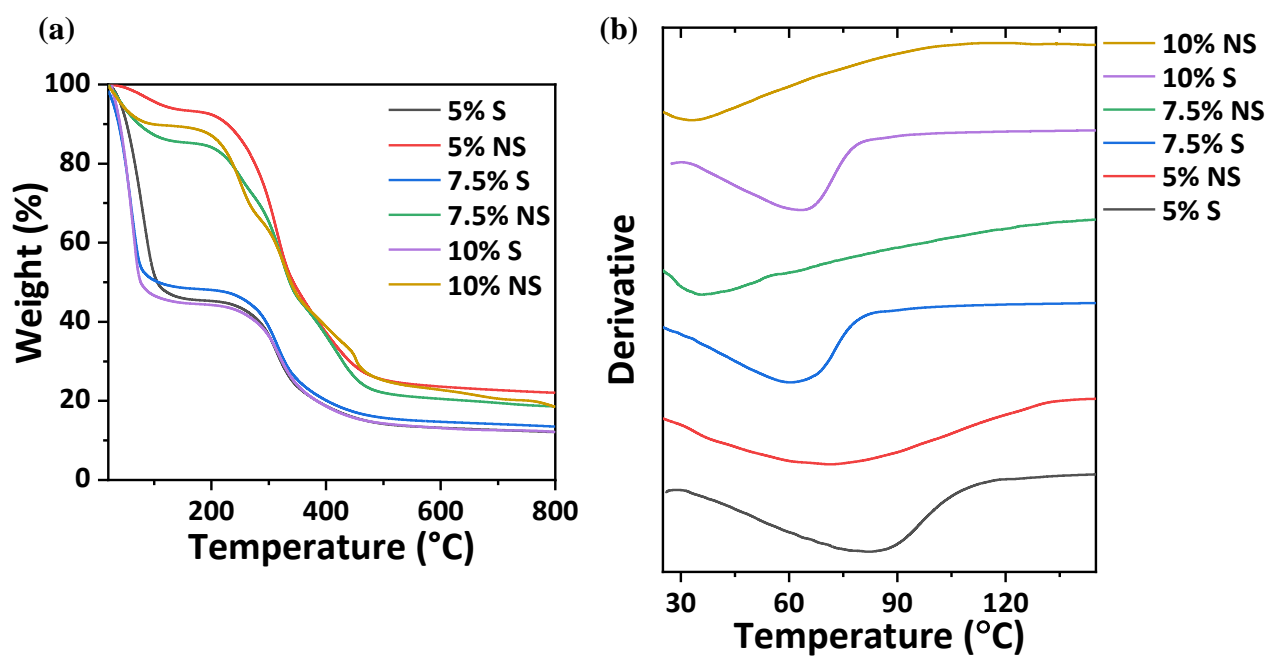 (a)
100
80
60
40
20
0
Weight (%)
5% S
5% NS
7.5% S
7.5% NS
10% S
10% NS
200
400
600
800
Temperature (°C)
(b)
Derivative
30
60
90
120
Temperature (°C)
10% NS
10% S
7.5% NS
7.5% S
5% NS
5% S